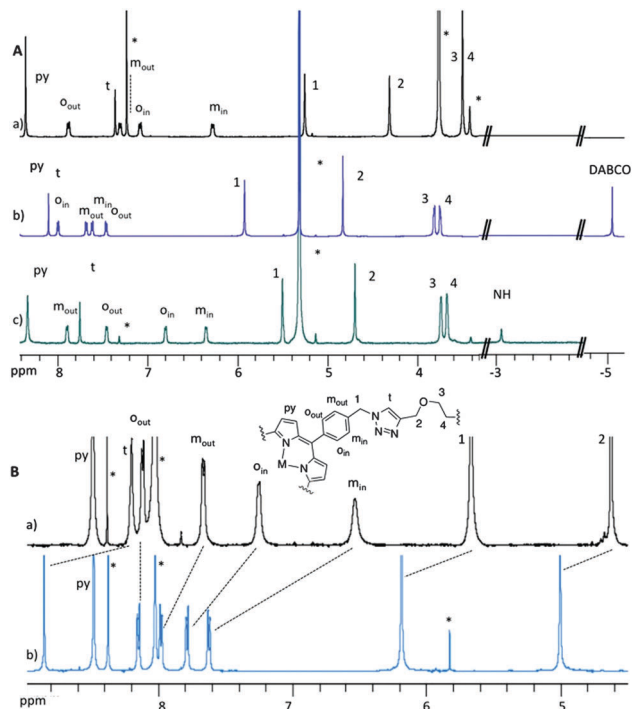 A
*
*
3 4
py
m_out
o_out
t
o_in
m_in
1
2
*
a)
DABCO
py
t
*
o_in
m_in
1
2
m_out o_out
3 4
b)
*
py
t
1
2
3 4
m_out
o_out
NH
c)
*
o_in
m_in
ppm 8 7 6 5 4 -3 -5
B
py
m_out 1 t
3
o_out
O
N
2
4
m_in
N=N
o_in
N
M
N
o_out
py
t
*
*
m_out
o_in
m_in
1
2
a)
py
*
*
*
b)
ppm 8 7 6 5